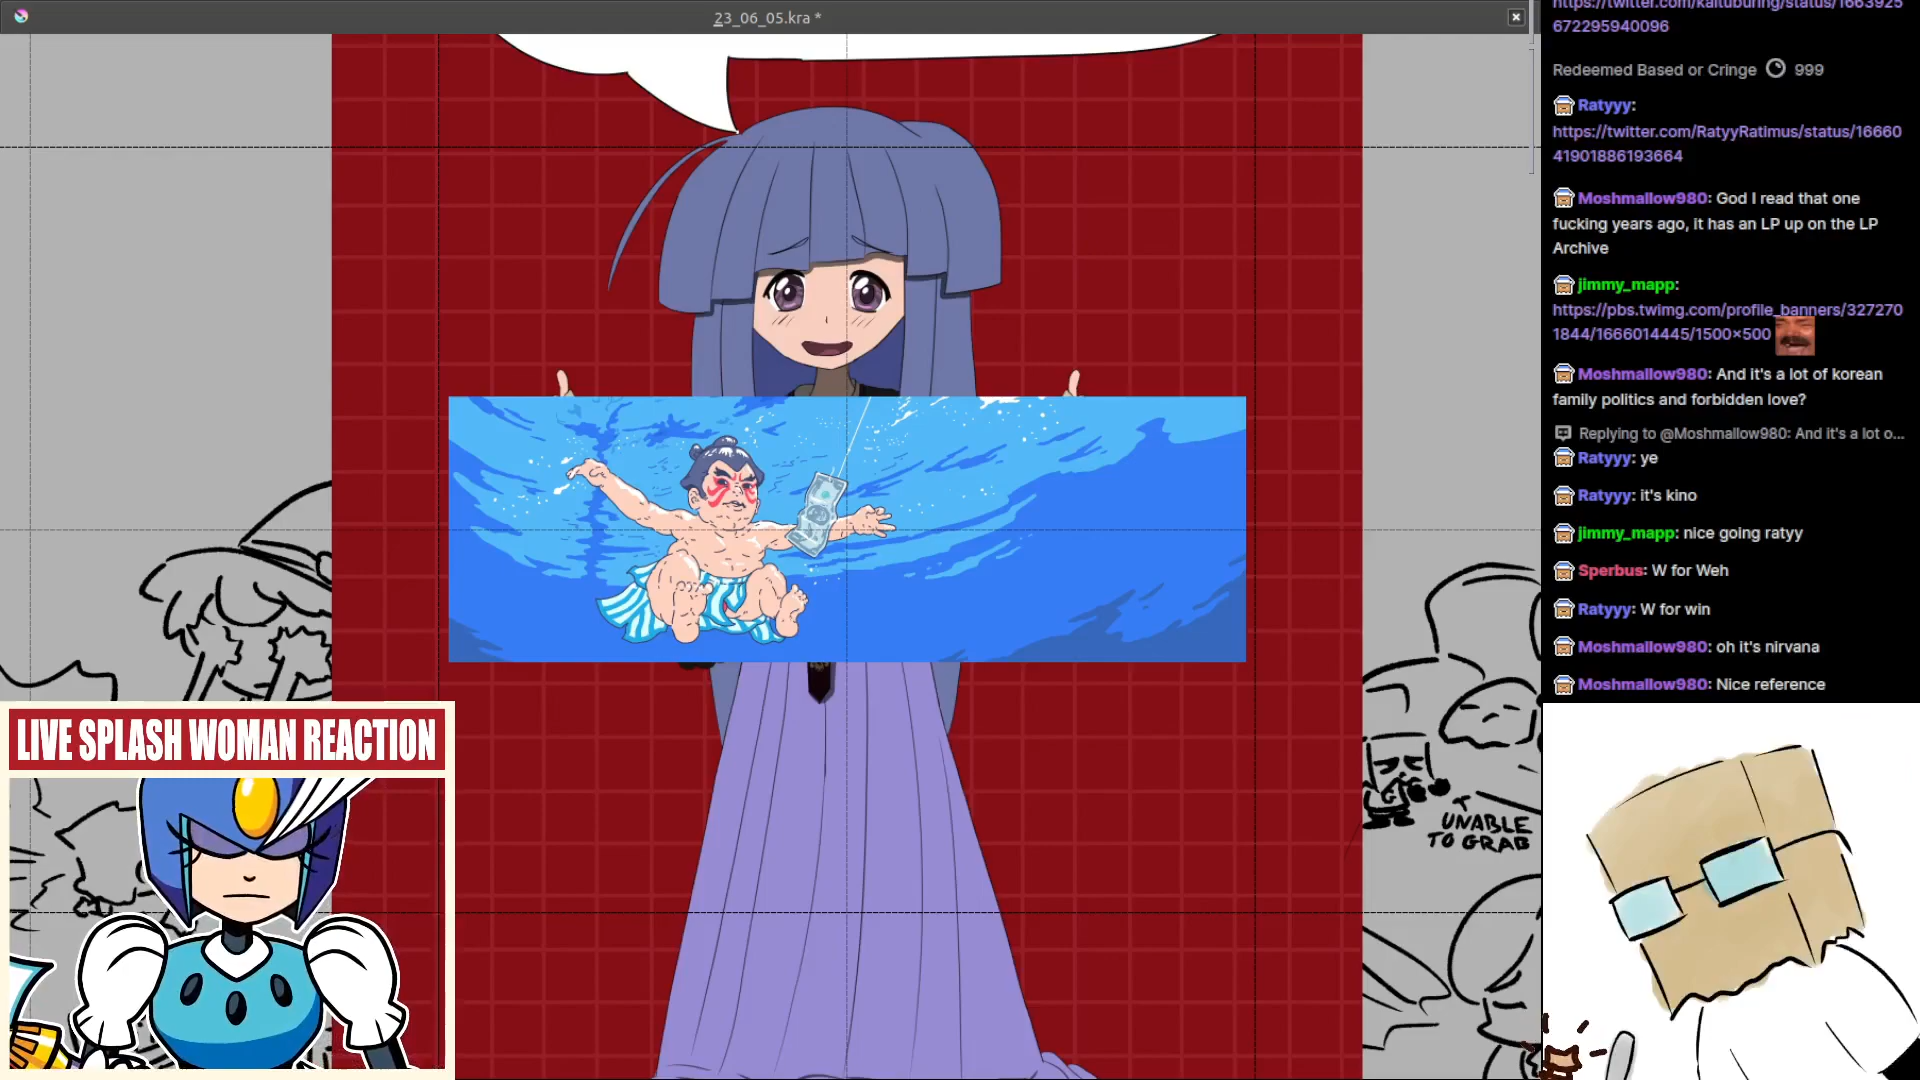 23_06_05.kra *
https://twitter.com/kaituburing/status/1663925
672295940096
Redeemed Based or Cringe 999
Ratyyy:
https://twitter.com/RatyyRatimus/status/16660
41901886193664
Moshmallow980: God I read that one
fucking years ago, it has an LP up on the LP
Archive
jimmy_mapp:
https://pbs.twimg.com/profile_banners/327270
1844/1666014445/1500×500
Moshmallow980: And it's a lot of korean
family politics and forbidden love?
Replying to @Moshmallow980: And it's a lot o...
Ratyyy: ye
Ratyyy: it's kino
jimmy_mapp: nice going ratyy
Sperbus: W for Weh
Ratyyy: W for win
Moshmallow980: oh it's nirvana
Moshmallow980: Nice reference
LIVE SPLASH WOMAN REACTION
UNABLE
TO GRAB